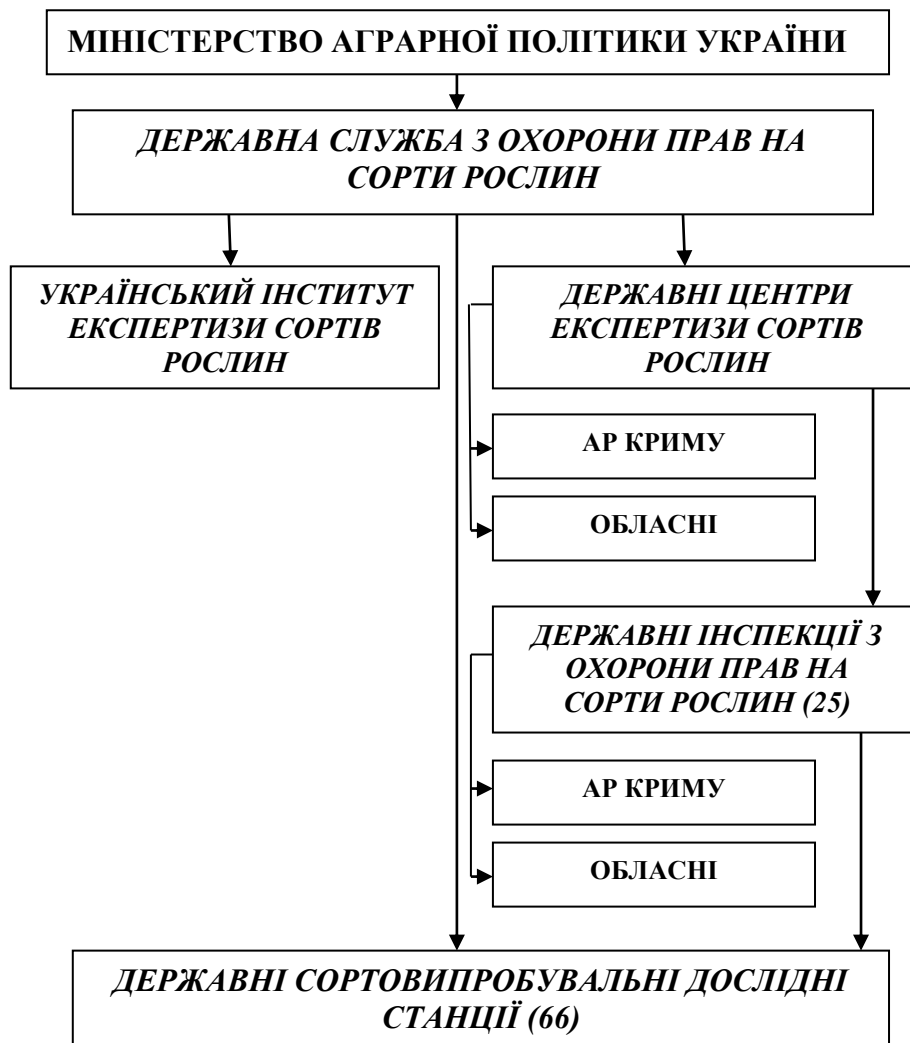 МІНІСТЕРСТВО АГРАРНОЇ ПОЛІТИКИ УКРАЇНИ
ДЕРЖАВНА СЛУЖБА З ОХОРОНИ ПРАВ НА
СОРТИ РОСЛИН
УКРАЇНСЬКИЙ ІНСТИТУТ
ЕКСПЕРТИЗИ СОРТІВ
РОСЛИН
ДЕРЖАВНІ ЦЕНТРИ
ЕКСПЕРТИЗИ СОРТІВ
РОСЛИН
АР КРИМУ
ОБЛАСНІ
ДЕРЖАВНІ ІНСПЕКЦІЇ З
ОХОРОНИ ПРАВ НА
СОРТИ РОСЛИН (25)
АР КРИМУ
ОБЛАСНІ
ДЕРЖАВНІ СОРТОВИПРОБУВАЛЬНІ ДОСЛІДНІ
СТАНЦІЇ (66)